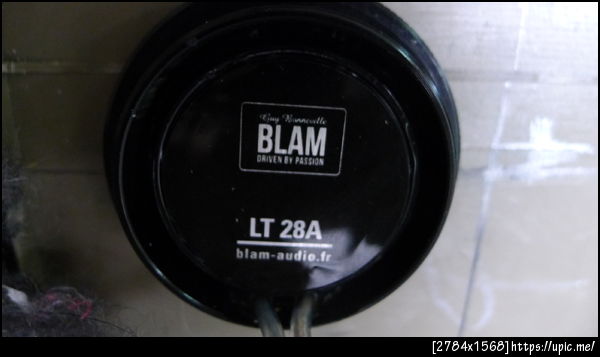 Guy Bonneville
BLAM
DRIVEN BY PASSION
LT 28A
blam-audio.fr
[2784x1568]https://upic.me/